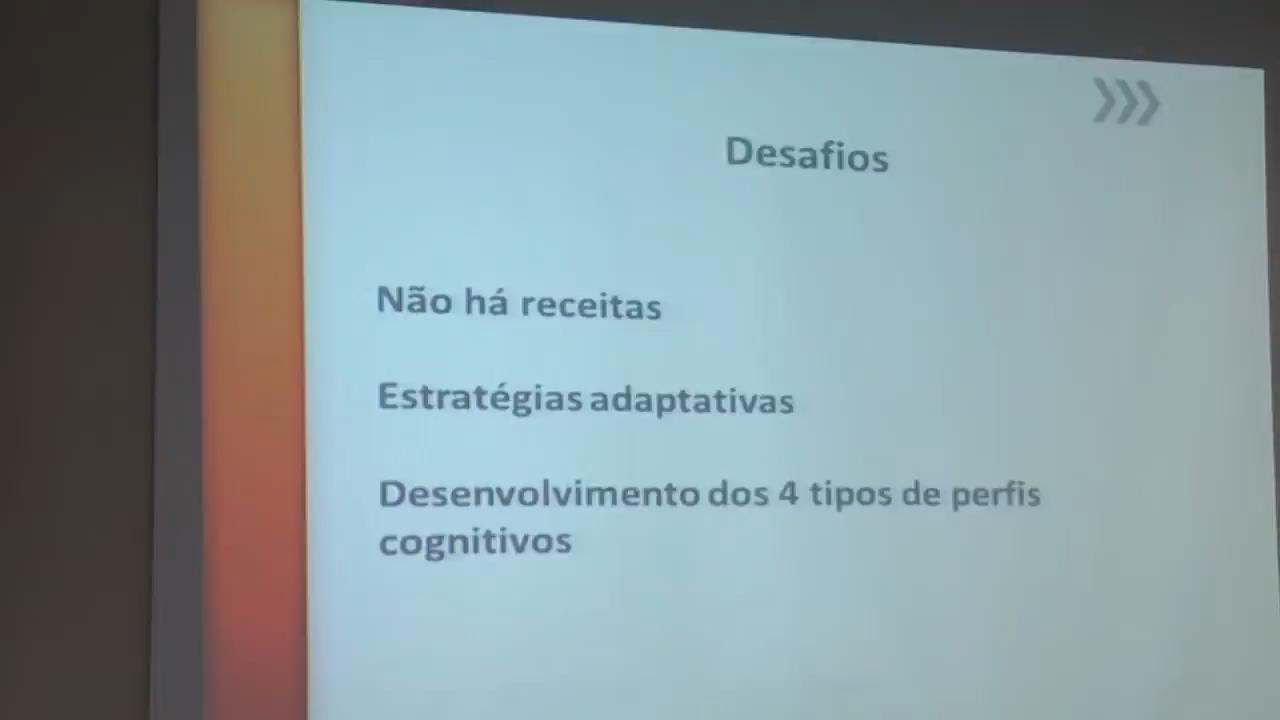 Desafios
Não há receitas
Estratégias adaptativas
Desenvolvimento dos 4 tipos de perfis
cognitivos